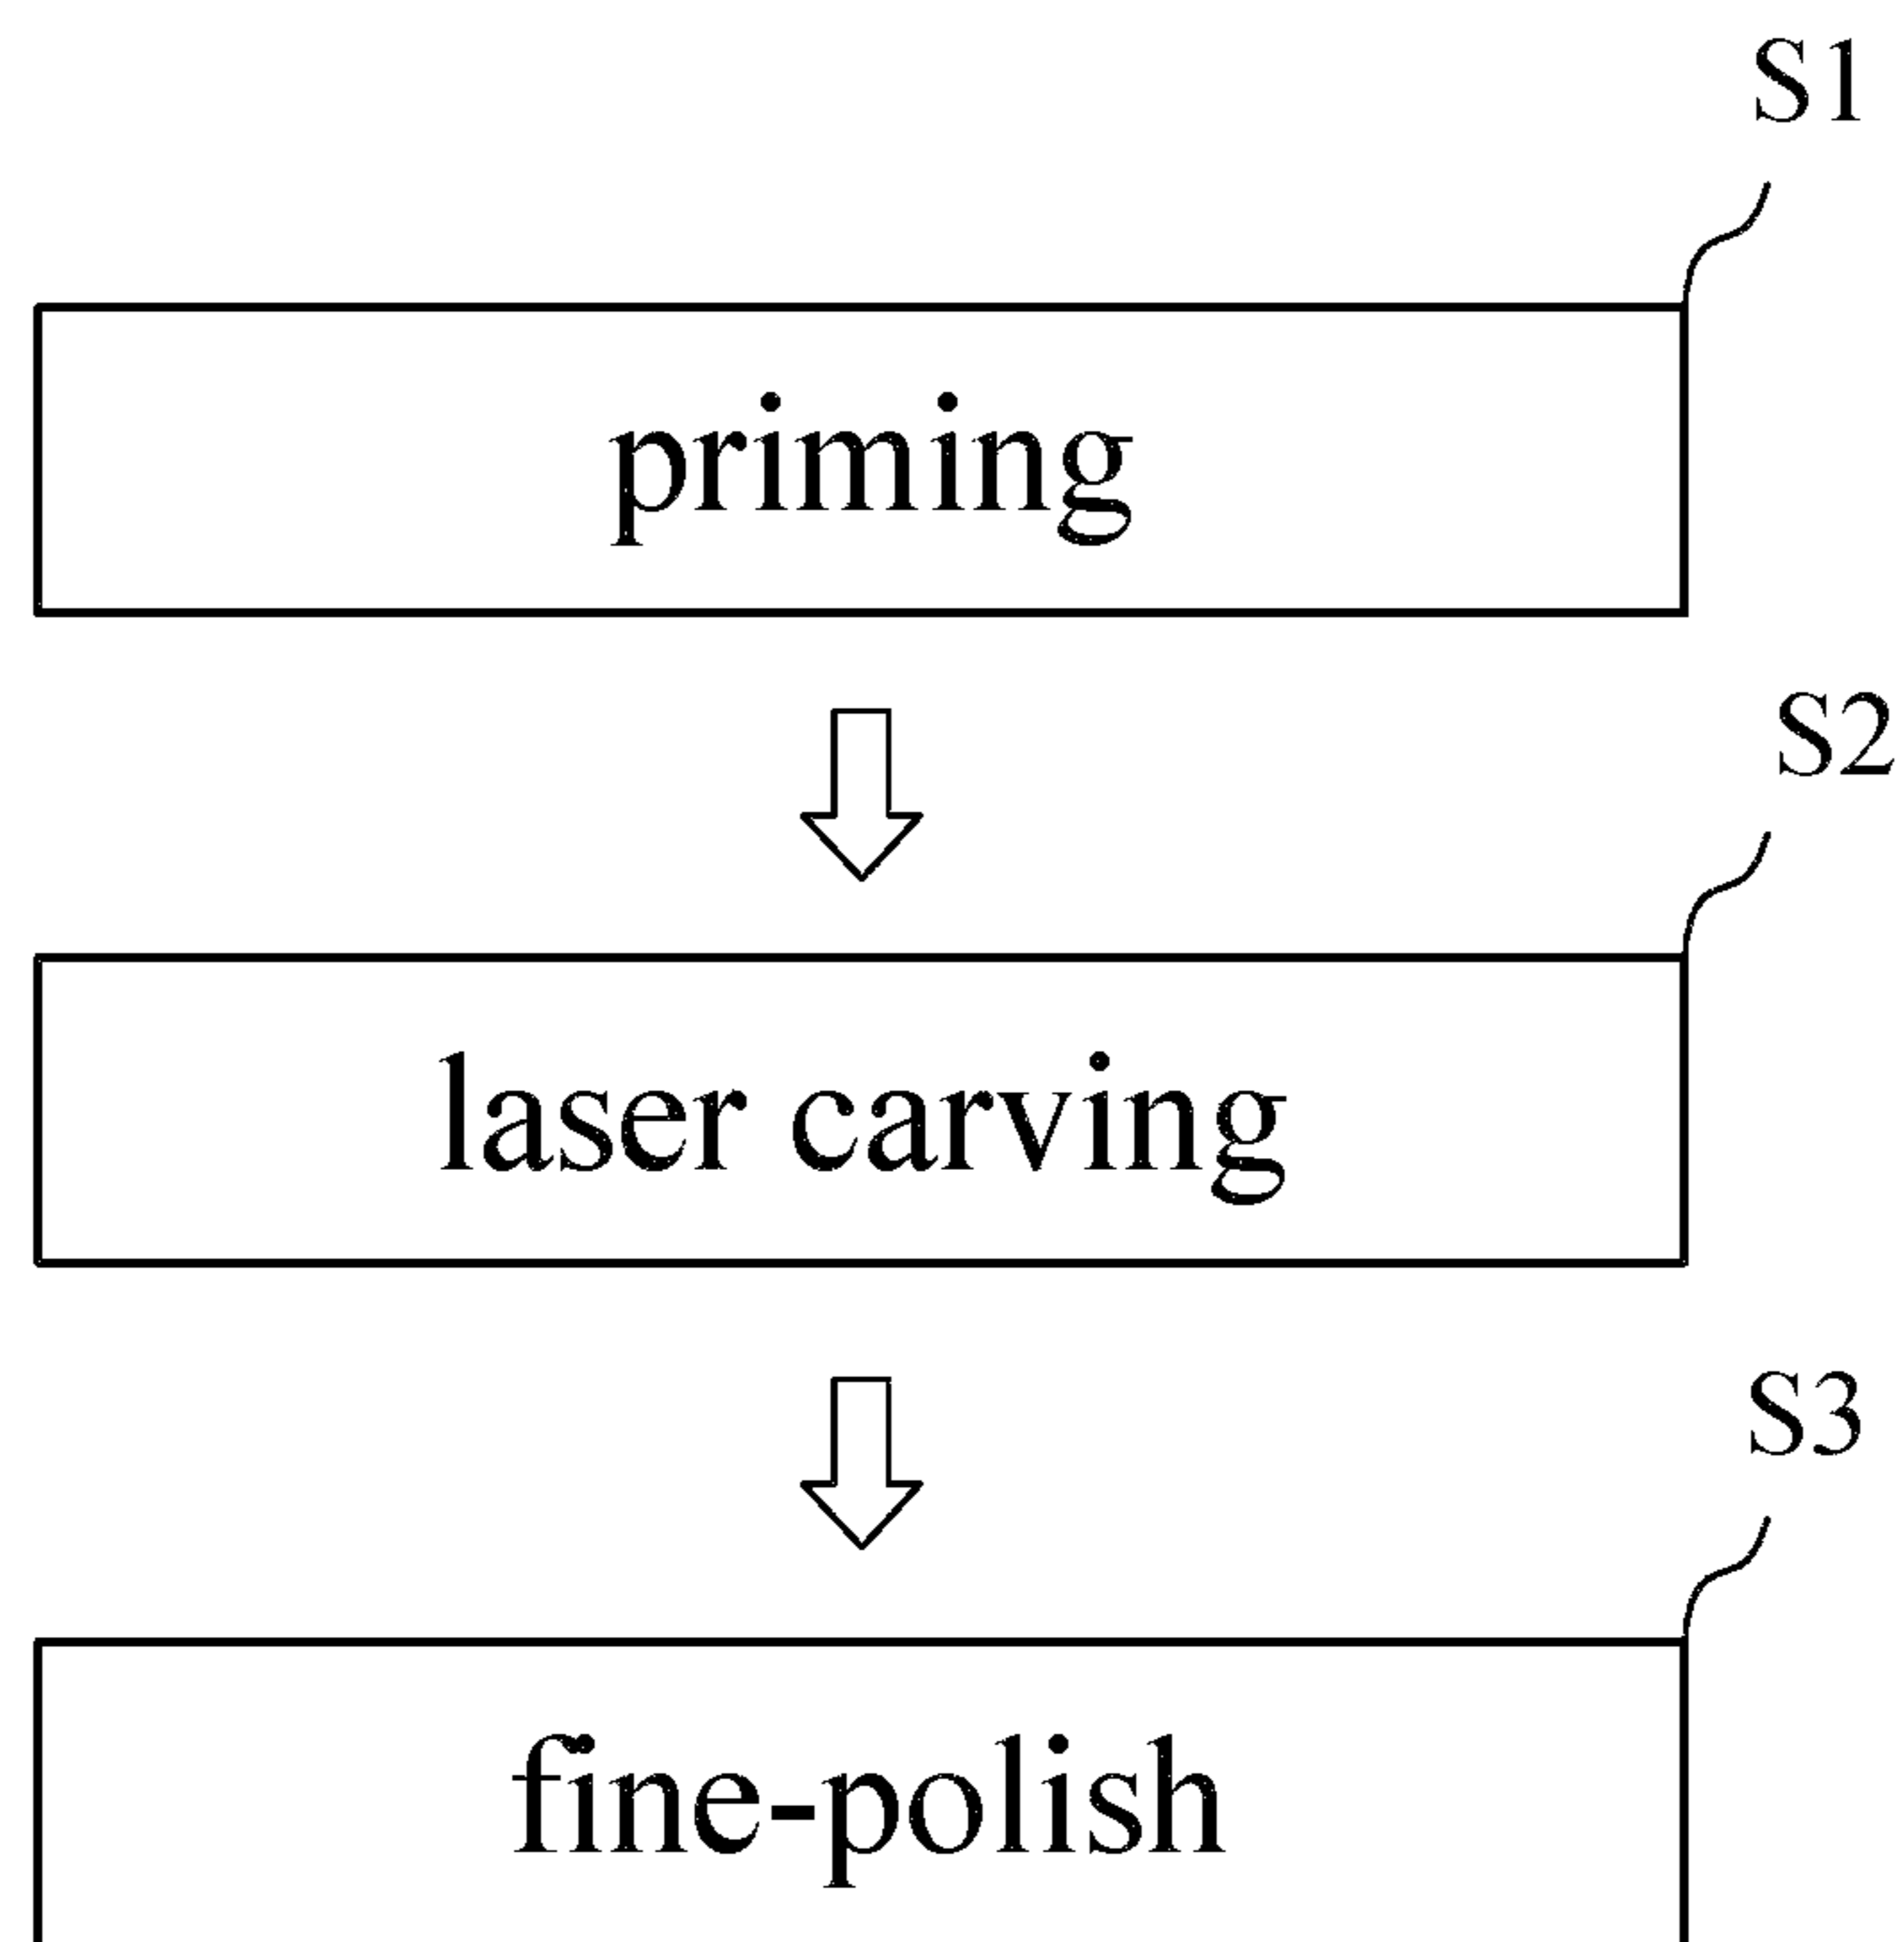 S1
priming
S2
laser carving
S3
fine-polish